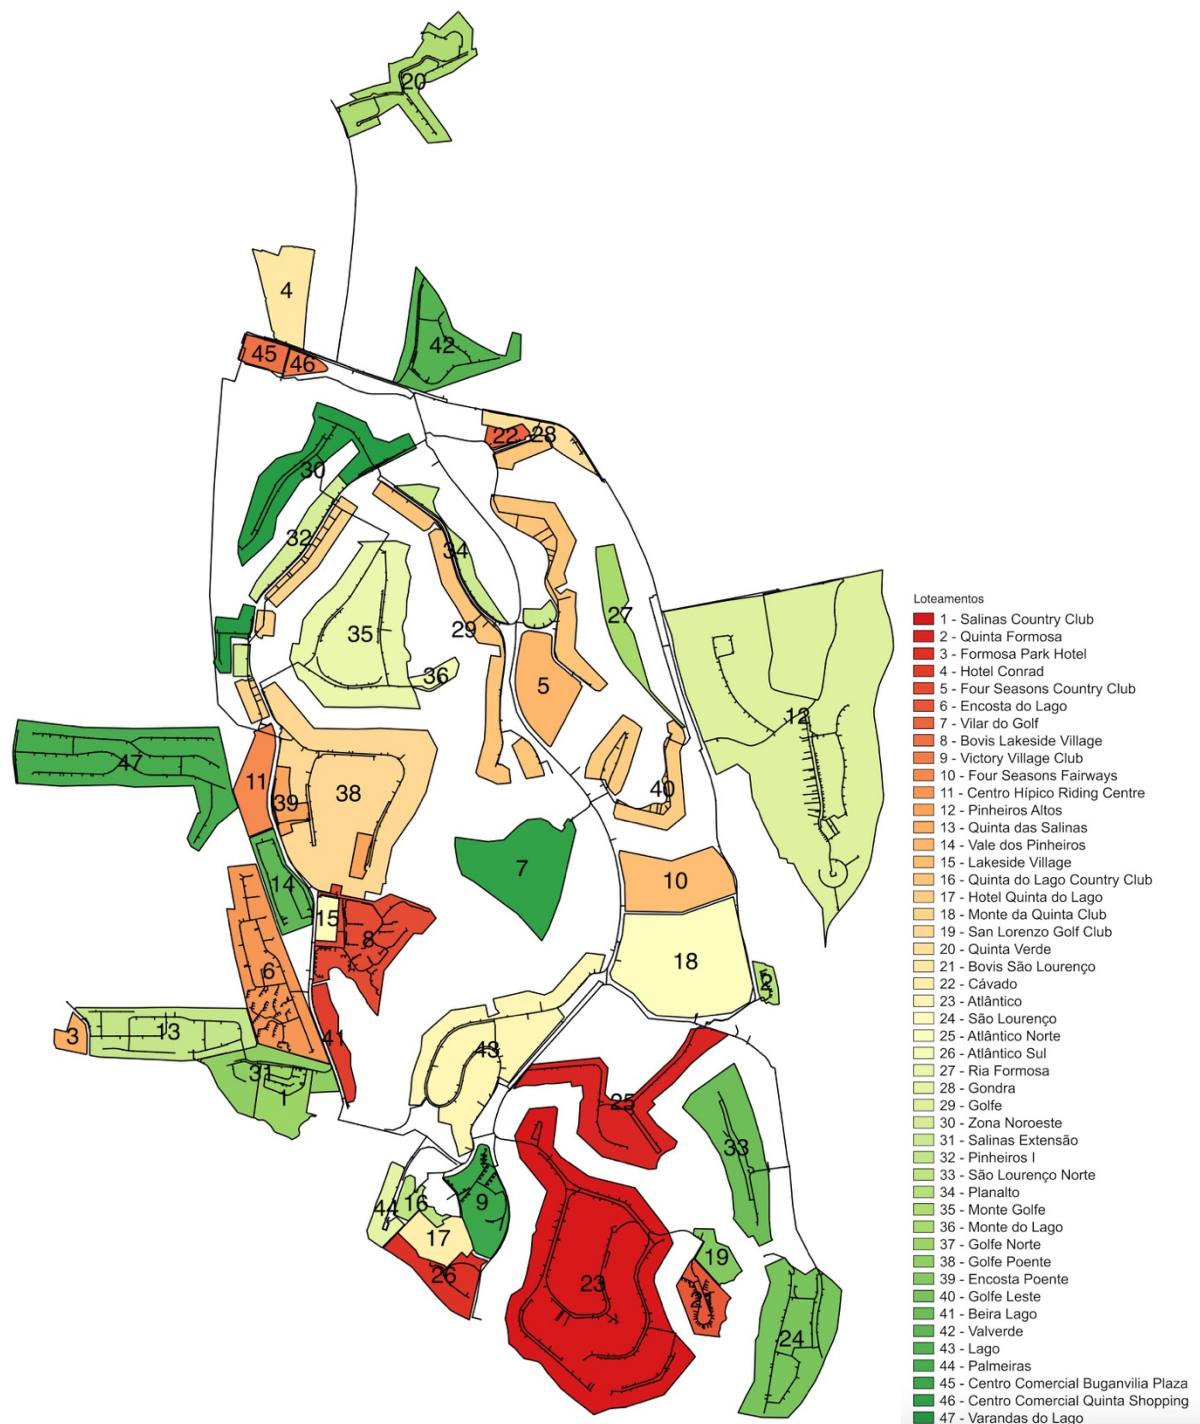 20
4
42
45
46
22
28
30
32
34
27
35
29
36
5
12
47
11
39
38
40
7
10
14
15
8
18
2
6
3
13
41
43
31
1
25
33
9
44
16
17
26
19
23
24
Loteamentos
1 - Salinas Country Club
2 - Quinta Formosa
3 - Formosa Park Hotel
4 - Hotel Conrad
5 - Four Seasons Country Club
6 - Encosta do Lago
7 - Vilar do Golf
8 - Bovis Lakeside Village
9 - Victory Village Club
10 - Four Seasons Fairways
11 - Centro Hípico Riding Centre
12 - Pinheiros Altos
13 - Quinta das Salinas
14 - Vale dos Pinheiros
15 - Lakeside Village
16 - Quinta do Lago Country Club
17 - Hotel Quinta do Lago
18 - Monte da Quinta Club
19 - San Lorenzo Golf Club
20 - Quinta Verde
21 - Bovis São Lourenço
22 - Cávado
23 - Atlântico
24 - São Lourenço
25 - Atlântico Norte
26 - Atlântico Sul
27 - Ria Formosa
28 - Gondra
29 - Golfe
30 - Zona Noroeste
31 - Salinas Extensão
32 - Pinheiros I
33 - São Lourenço Norte
34 - Planalto
35 - Monte Golfe
36 - Monte do Lago
37 - Golfe Norte
38 - Golfe Poente
39 - Encosta Poente
40 - Golfe Leste
41 - Beira Lago
42 - Valverde
43 - Lago
44 - Palmeiras
45 - Centro Comercial Buganvilia Plaza
46 - Centro Comercial Quinta Shopping
47 - Varandas do Lago